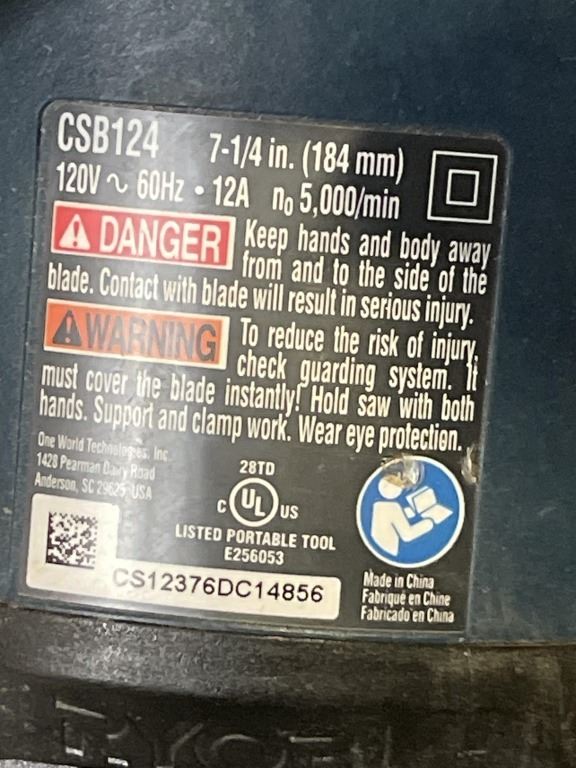 CSB124 7-1/4 in. (184 mm)
120V ~ 60Hz • 12A n₀ 5,000/min
DANGER Keep hands and body away
from and to the side of the
blade. Contact with blade will result in serious injury.
WARNING To reduce the risk of injury,
check guarding system. It
must cover the blade instantly! Hold saw with both
hands. Support and clamp work. Wear eye protection.
One World Technologies, Inc.
1428 Pearman Dairy Road
Anderson, SC 29625 USA
28TD
C UL US
LISTED PORTABLE TOOL
E256053
CS12376DC14856
Made in China
Fabriqué en Chine
Fabricado en China
RYOBI